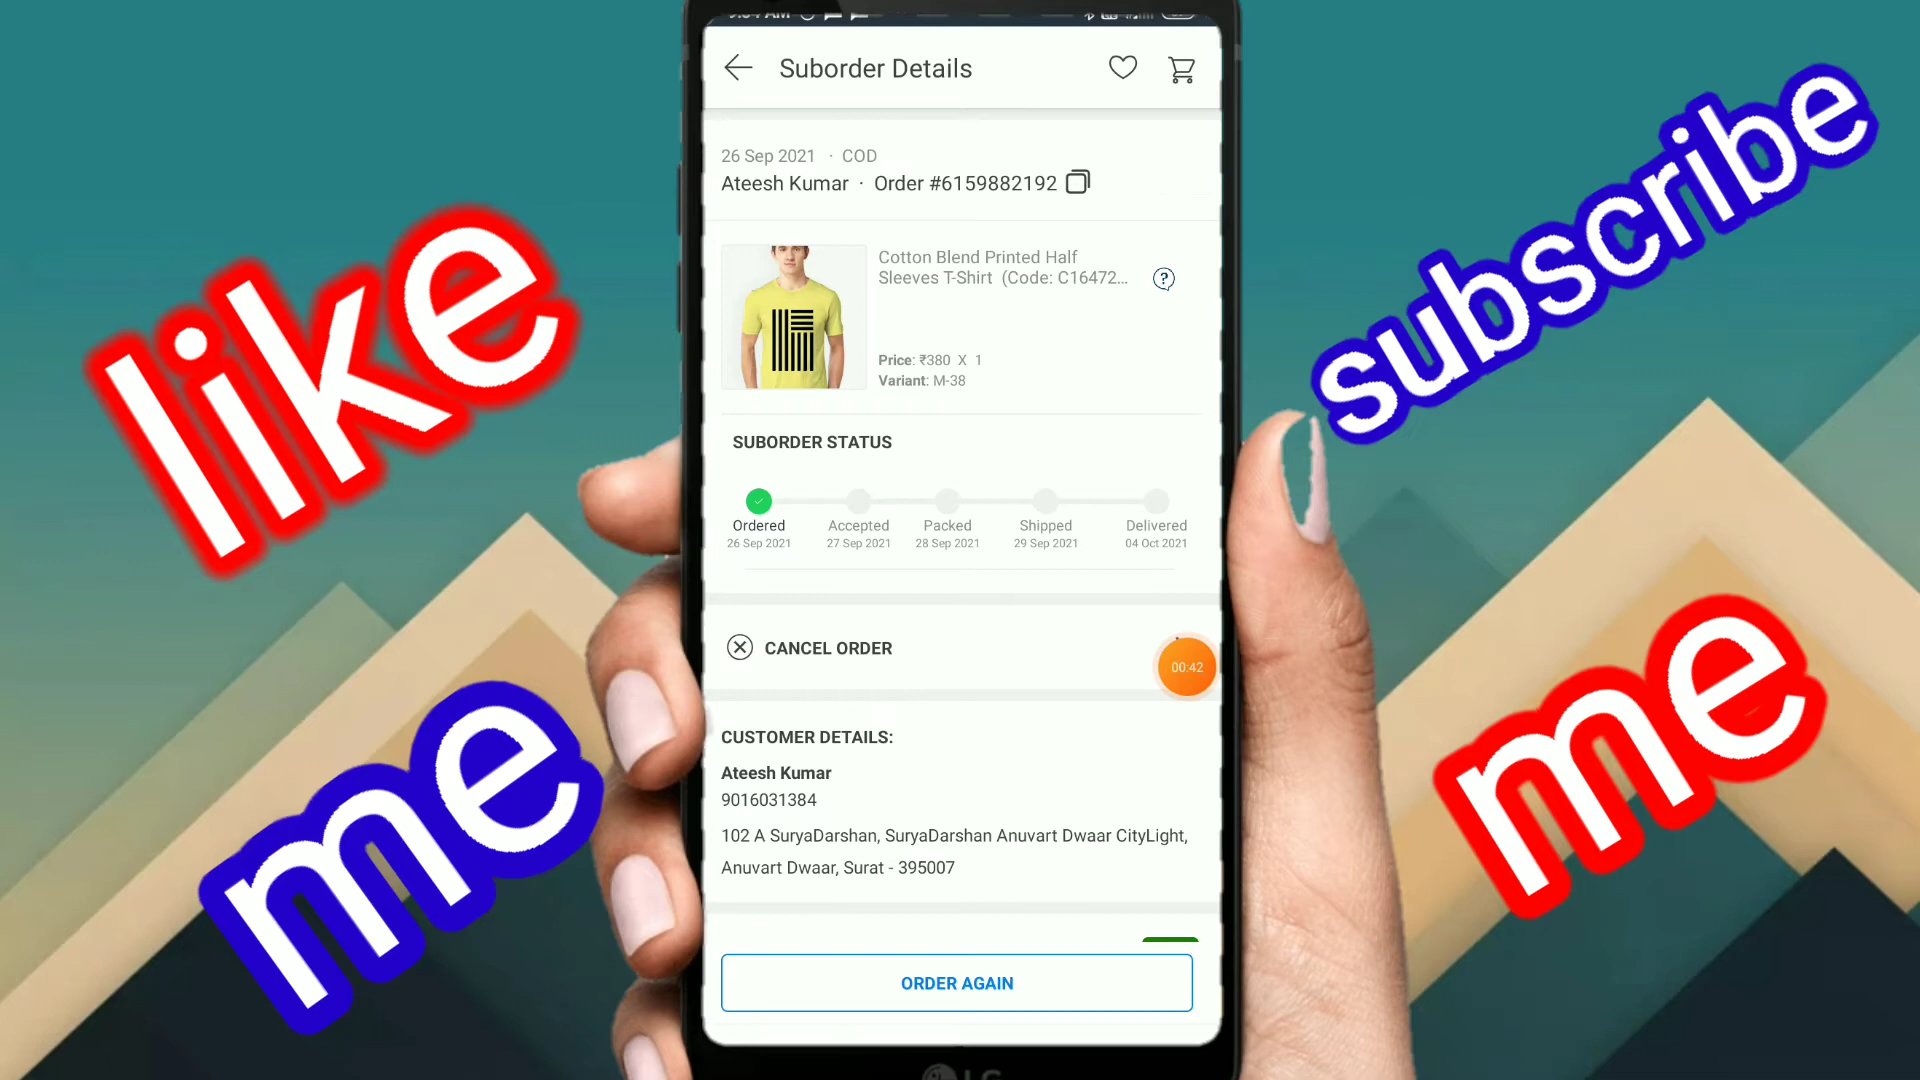 Suborder Details
26 Sep 2021 · COD
Ateesh Kumar · Order #6159882192
Cotton Blend Printed Half
Sleeves T-Shirt (Code: C16472...
Price: ₹380 X 1
Variant: M-38
SUBORDER STATUS
Ordered Accepted Packed Shipped Delivered
26 Sep 2021 27 Sep 2021 28 Sep 2021 29 Sep 2021 04 Oct 2021
CANCEL ORDER
00:42
CUSTOMER DETAILS:
Ateesh Kumar
9016031384
102 A SuryaDarshan, SuryaDarshan Anuvart Dwaar CityLight,
Anuvart Dwaar, Surat - 395007
ORDER AGAIN
like
me
subscribe
me